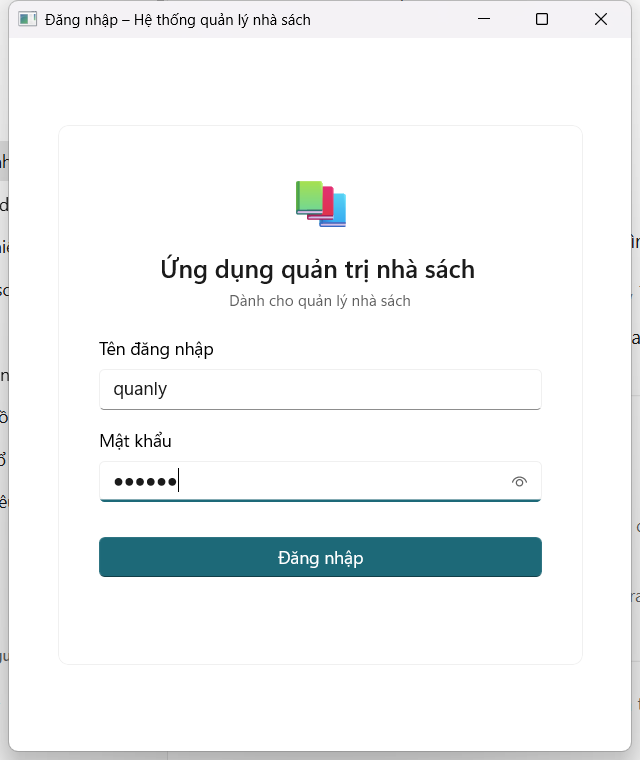 Đăng nhập – Hệ thống quản lý nhà sách
Ứng dụng quản trị nhà sách
Dành cho quản lý nhà sách
Tên đăng nhập
quanly
Mật khẩu
●●●●●●
Đăng nhập